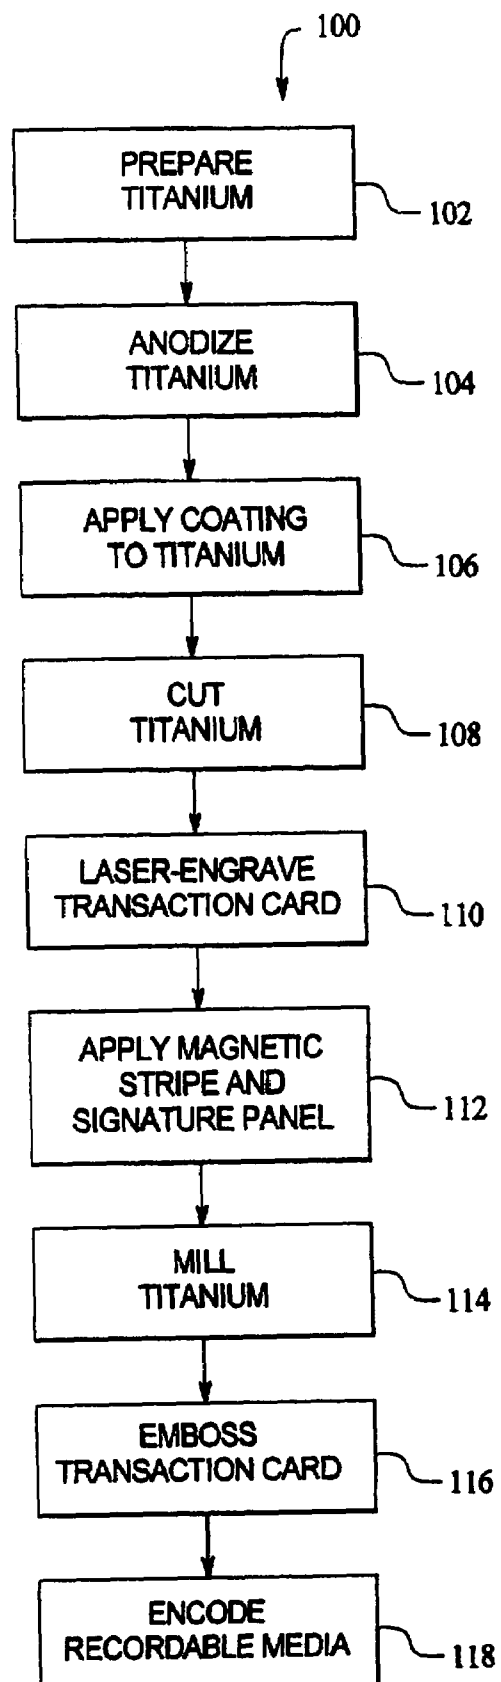 100
PREPARE
TITANIUM
102
ANODIZE
TITANIUM
104
APPLY COATING
TO TITANIUM
106
CUT
TITANIUM
108
LASER-ENGRAVE
TRANSACTION CARD
110
APPLY MAGNETIC
STRIPE AND
SIGNATURE PANEL
112
MILL
TITANIUM
114
EMBOSS
TRANSACTION CARD
116
ENCODE
RECORDABLE MEDIA
118